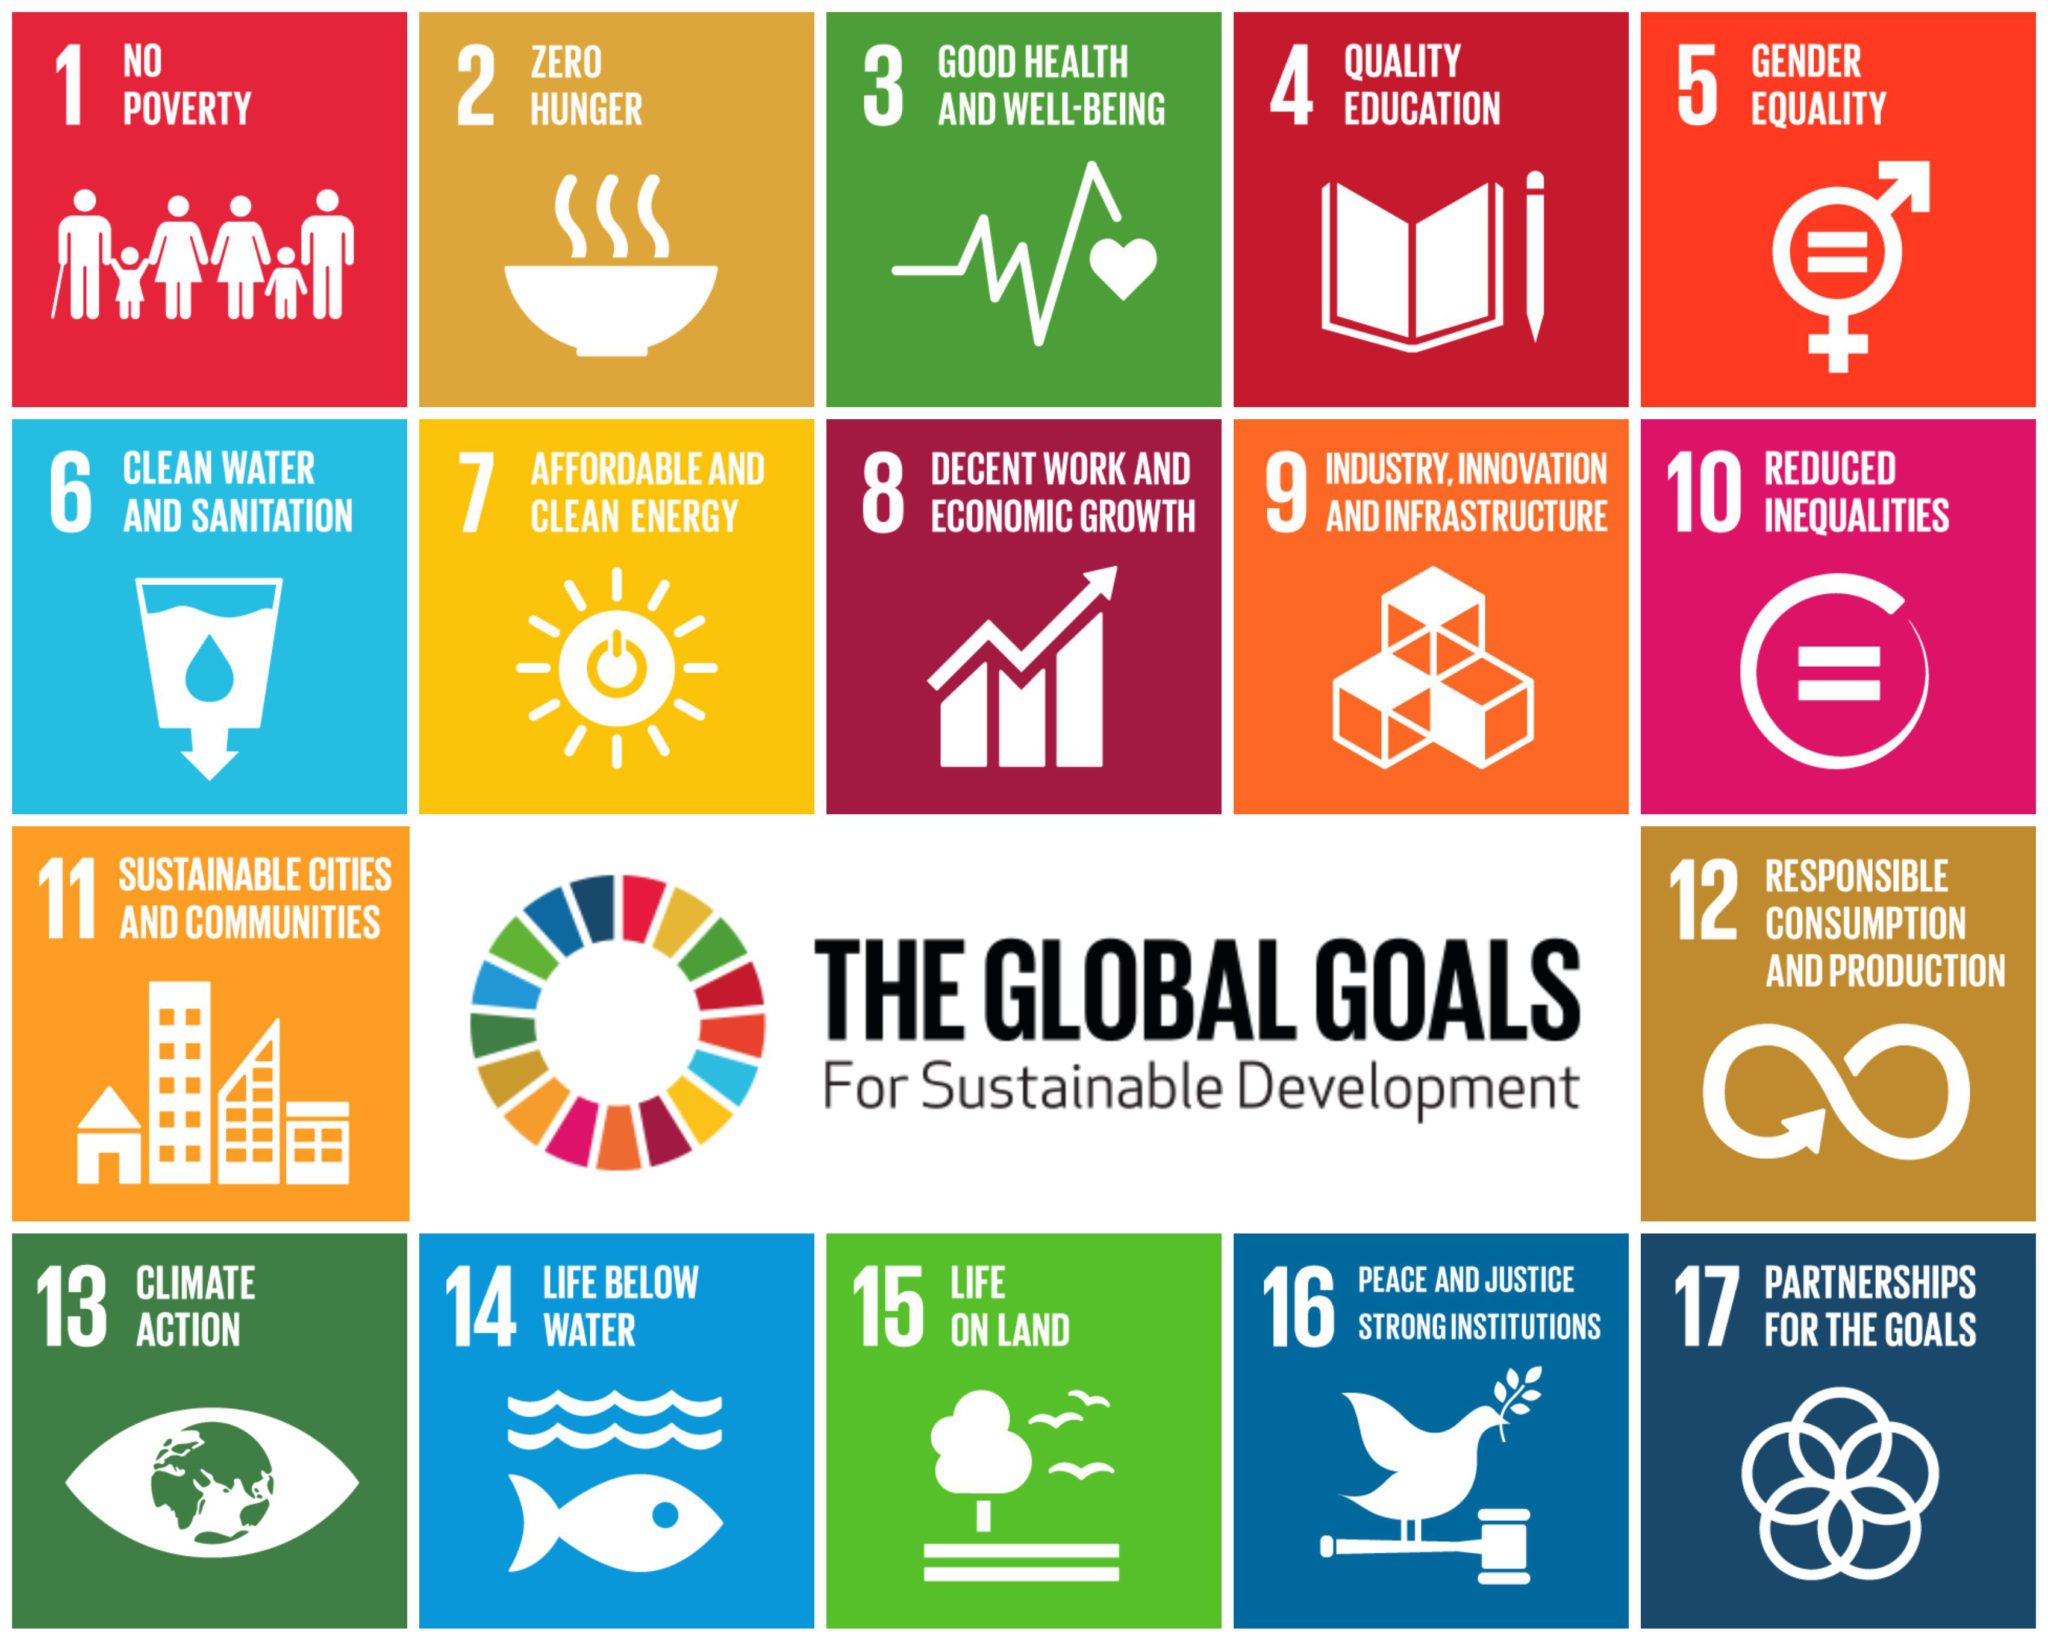 1 NO
POVERTY
2 ZERO
HUNGER
3 GOOD HEALTH
AND WELL-BEING
4 QUALITY
EDUCATION
5 GENDER
EQUALITY
6 CLEAN WATER
AND SANITATION
7 AFFORDABLE AND
CLEAN ENERGY
8 DECENT WORK AND
ECONOMIC GROWTH
9 INDUSTRY, INNOVATION
AND INFRASTRUCTURE
10 REDUCED
INEQUALITIES
11 SUSTAINABLE CITIES
AND COMMUNITIES
THE GLOBAL GOALS
For Sustainable Development
12 RESPONSIBLE
CONSUMPTION
AND PRODUCTION
13 CLIMATE
ACTION
14 LIFE BELOW
WATER
15 LIFE
ON LAND
16 PEACE AND JUSTICE
STRONG INSTITUTIONS
17 PARTNERSHIPS
FOR THE GOALS